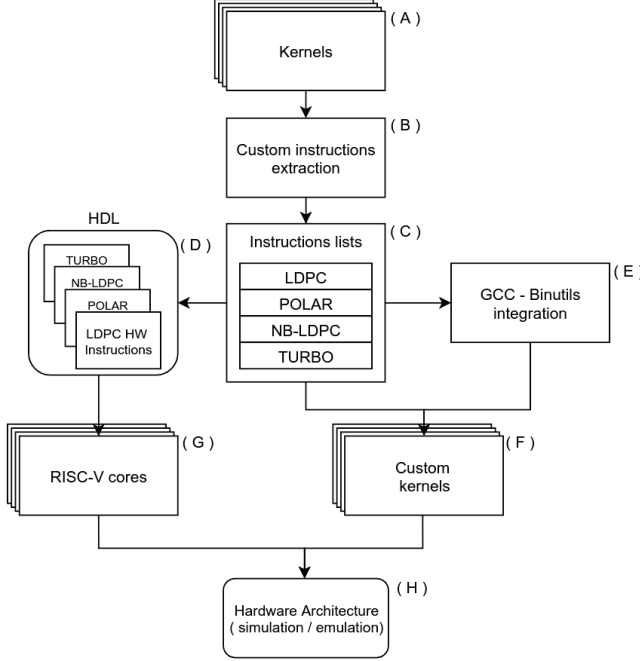 ( A )
Kernels
( B )
Custom instructions
extraction
HDL
( D )
TURBO
NB-LDPC
POLAR
LDPC HW
Instructions
( C )
Instructions lists
LDPC
POLAR
NB-LDPC
TURBO
( E )
GCC - Binutils
integration
( G )
RISC-V cores
( F )
Custom
kernels
( H )
Hardware Architecture
( simulation / emulation)